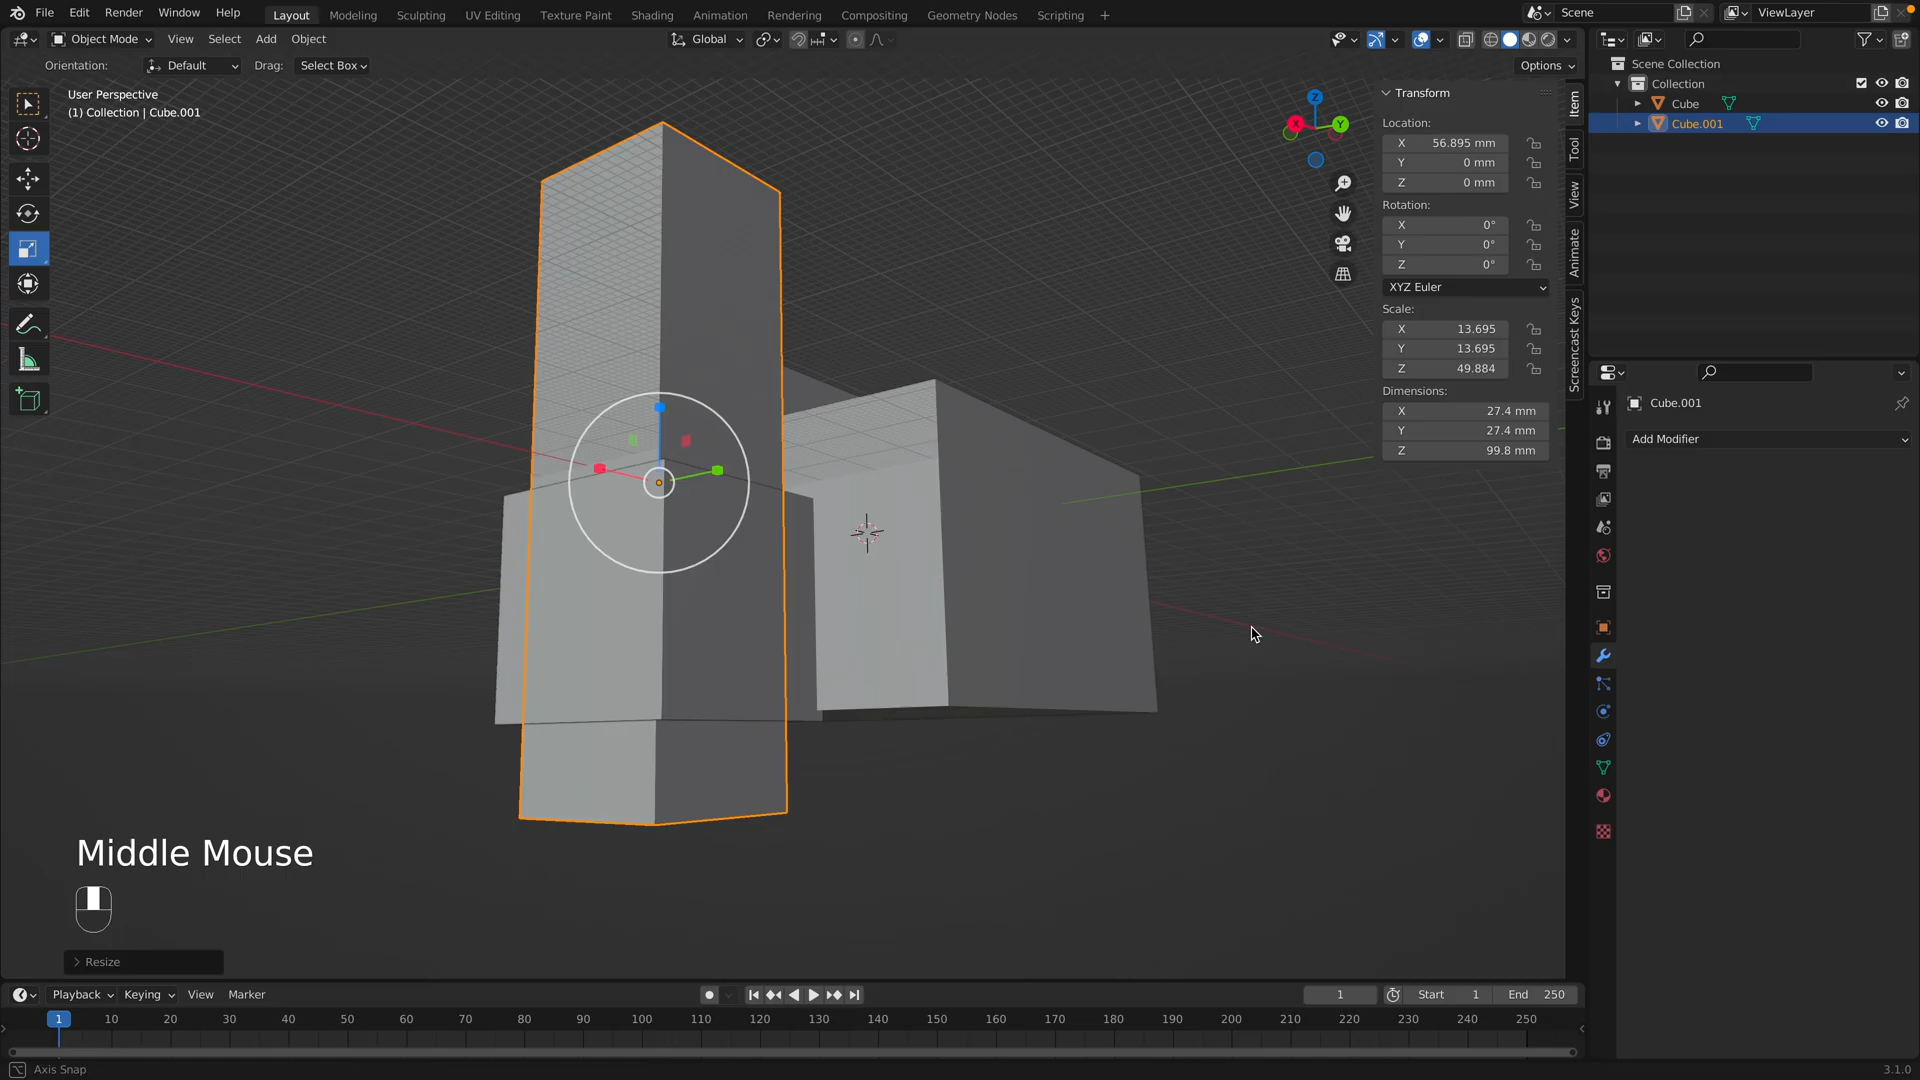 File Edit Render Window Help Layout Modeling Sculpting UV Editing Texture Paint Shading Animation Rendering Compositing Geometry Nodes Scripting + Scene ViewLayer
Object Mode View Select Add Object Global
Orientation: Default Drag: Select Box Options
User Perspective
(1) Collection | Cube.001
Z
X
Y
Transform
Location:
X 56.895 mm
Y 0 mm
Z 0 mm
Rotation:
X 0°
Y 0°
Z 0°
XYZ Euler
Scale:
X 13.695
Y 13.695
Z 49.884
Dimensions:
X 27.4 mm
Y 27.4 mm
Z 99.8 mm
Item
Tool
View
Animate
Screencast Keys
Scene Collection
Collection
Cube
Cube.001
Cube.001
Add Modifier
Middle Mouse
Resize
Playback Keying View Marker 1 Start 1 End 250
1 10 20 30 40 50 60 70 80 90 100 110 120 130 140 150 160 170 180 190 200 210 220 230 240 250
Axis Snap 3.1.0